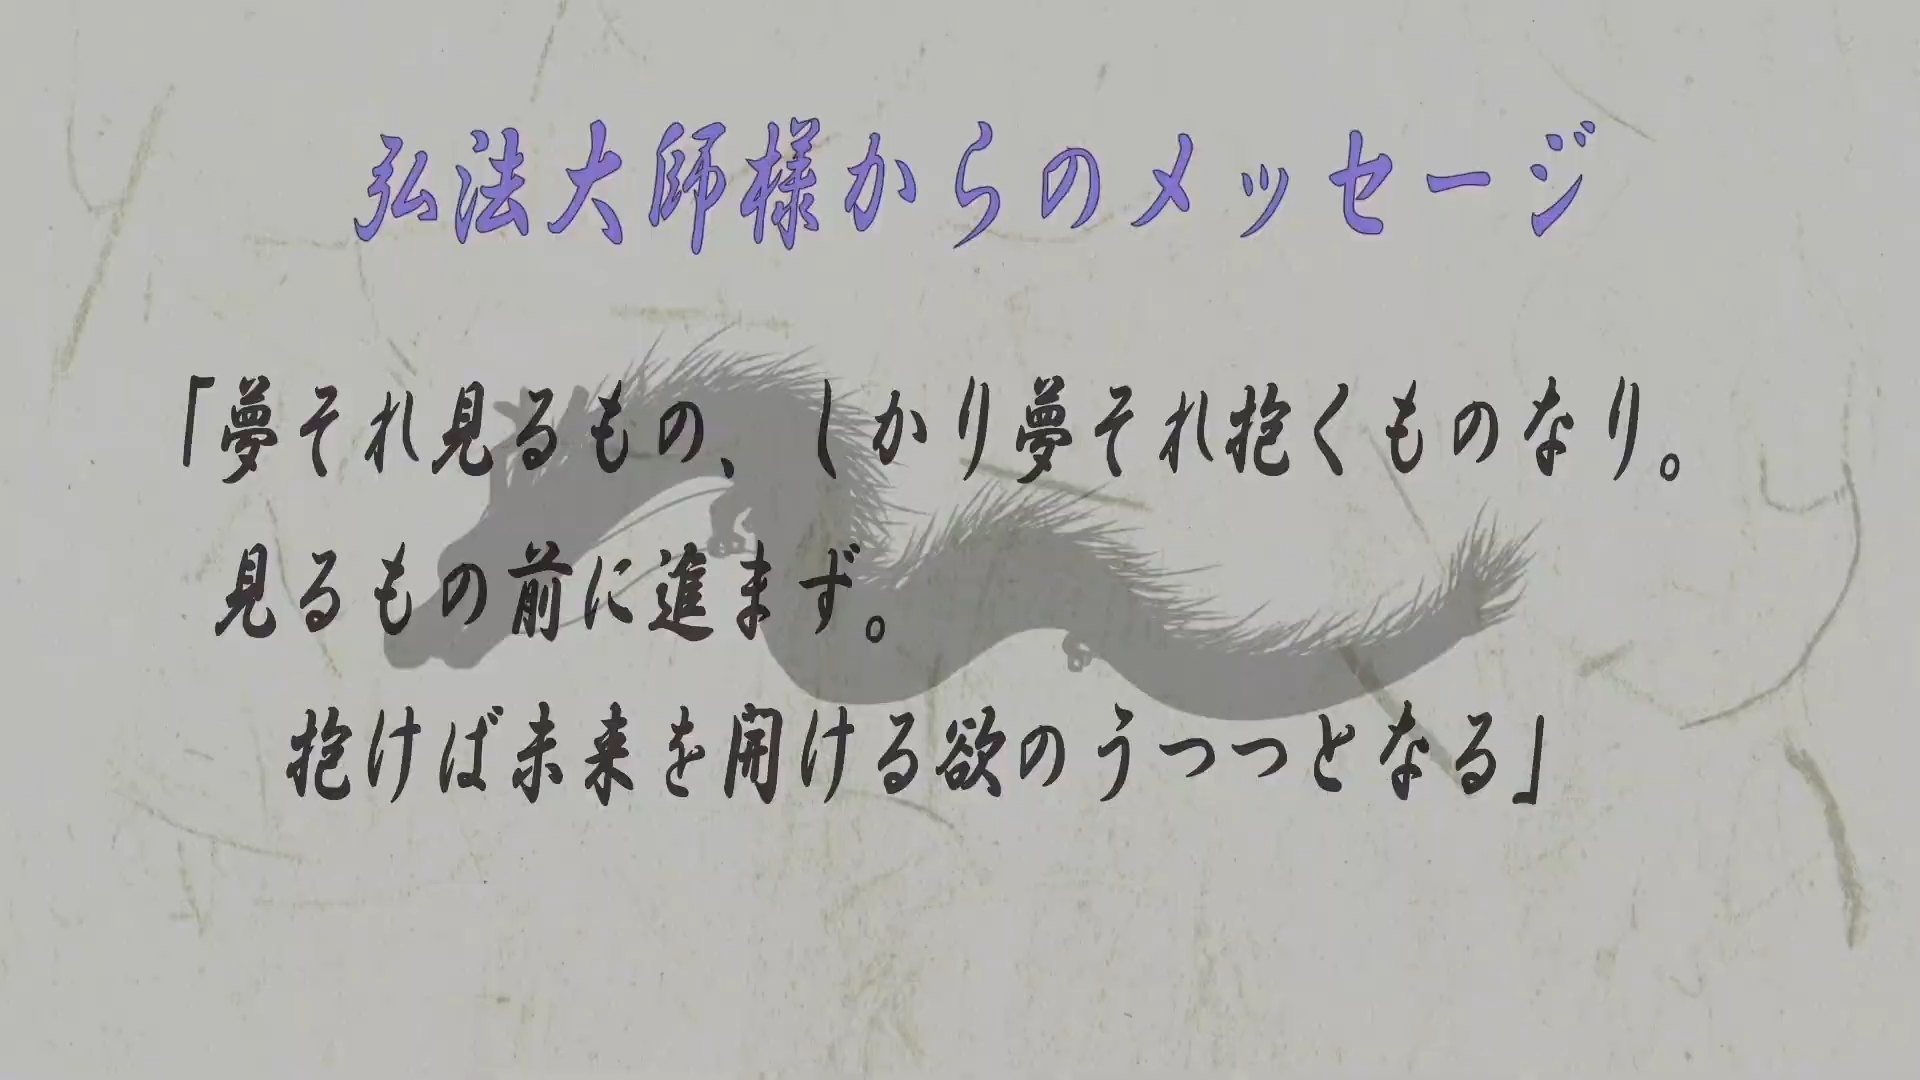 弘法大師様からのメッセージ
「夢それ見るもの、しかり夢それ抱くものなり。
見るもの前に進まず。
抱けば未来を開ける欲のうつつとなる」